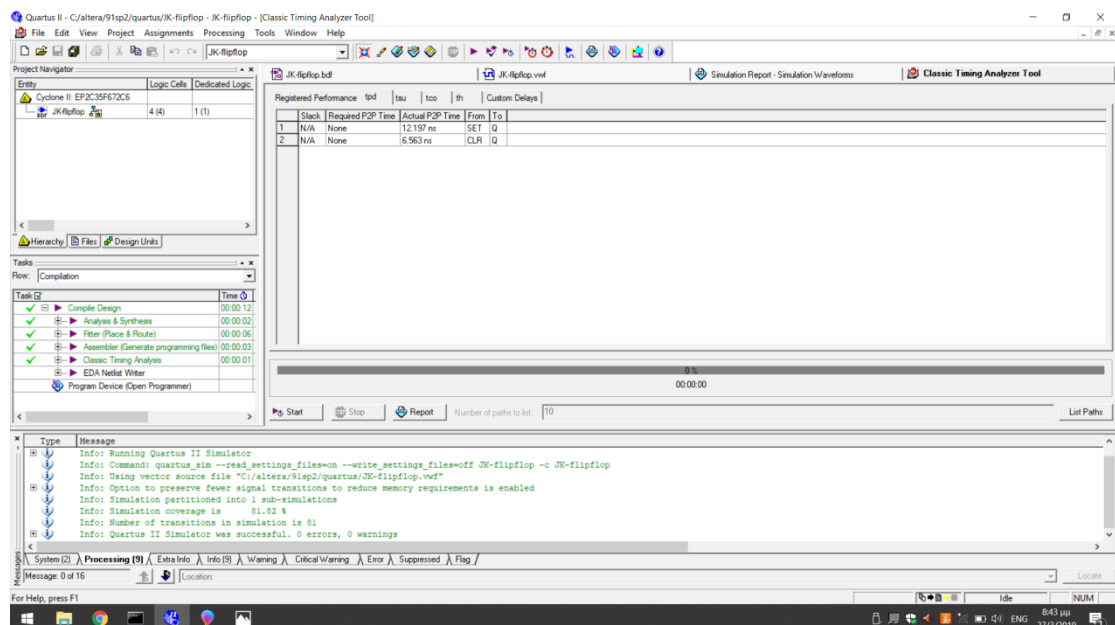 Quartus II - C:/altera/91sp2/quartus/JK-flipflop - JK-flipflop - [Classic Timing Analyzer Tool]
File Edit View Project Assignments Processing Tools Window Help
JK-flipflop
Project Navigator
Entity Logic Cells Dedicated Logic
Cyclone II: EP2C35F672C6
JK-flipflop 4 (4) 1 (1)
Hierarchy Files Design Units
Tasks
Flow: Compilation
Task Time
Compile Design 00:00:12
Analysis & Synthesis 00:00:02
Fitter (Place & Route) 00:00:06
Assembler (Generate programming files) 00:00:03
Classic Timing Analysis 00:00:01
EDA Netlist Writer
Program Device (Open Programmer)
JK-flipflop.bdf JK-flipflop.vwf Simulation Report - Simulation Waveforms Classic Timing Analyzer Tool
Registered Performance tpd tsu tco th Custom Delays
Slack Required P2P Time Actual P2P Time From To
1 N/A None 12.197 ns SET Q
2 N/A None 6.563 ns CLR Q
0 %
00:00:00
Start Stop Report Number of paths to list: 10 List Paths
Type Message
Info: Running Quartus II Simulator
Info: Command: quartus_sim --read_settings_files=on --write_settings_files=off JK-flipflop -c JK-flipflop
Info: Using vector source file "C:/altera/91sp2/quartus/JK-flipflop.vwf"
Info: Option to preserve fewer signal transitions to reduce memory requirements is enabled
Info: Simulation partitioned into 1 sub-simulations
Info: Simulation coverage is 81.82 %
Info: Number of transitions in simulation is 81
Info: Quartus II Simulator was successful. 0 errors, 0 warnings
System (2) Processing (9) Extra Info Info (9) Warning Critical Warning Error Suppressed Flag
Messages
Message: 0 of 16 Location: Locate
For Help, press F1 Idle NUM
ENG 8:43 μμ
27/3/2019